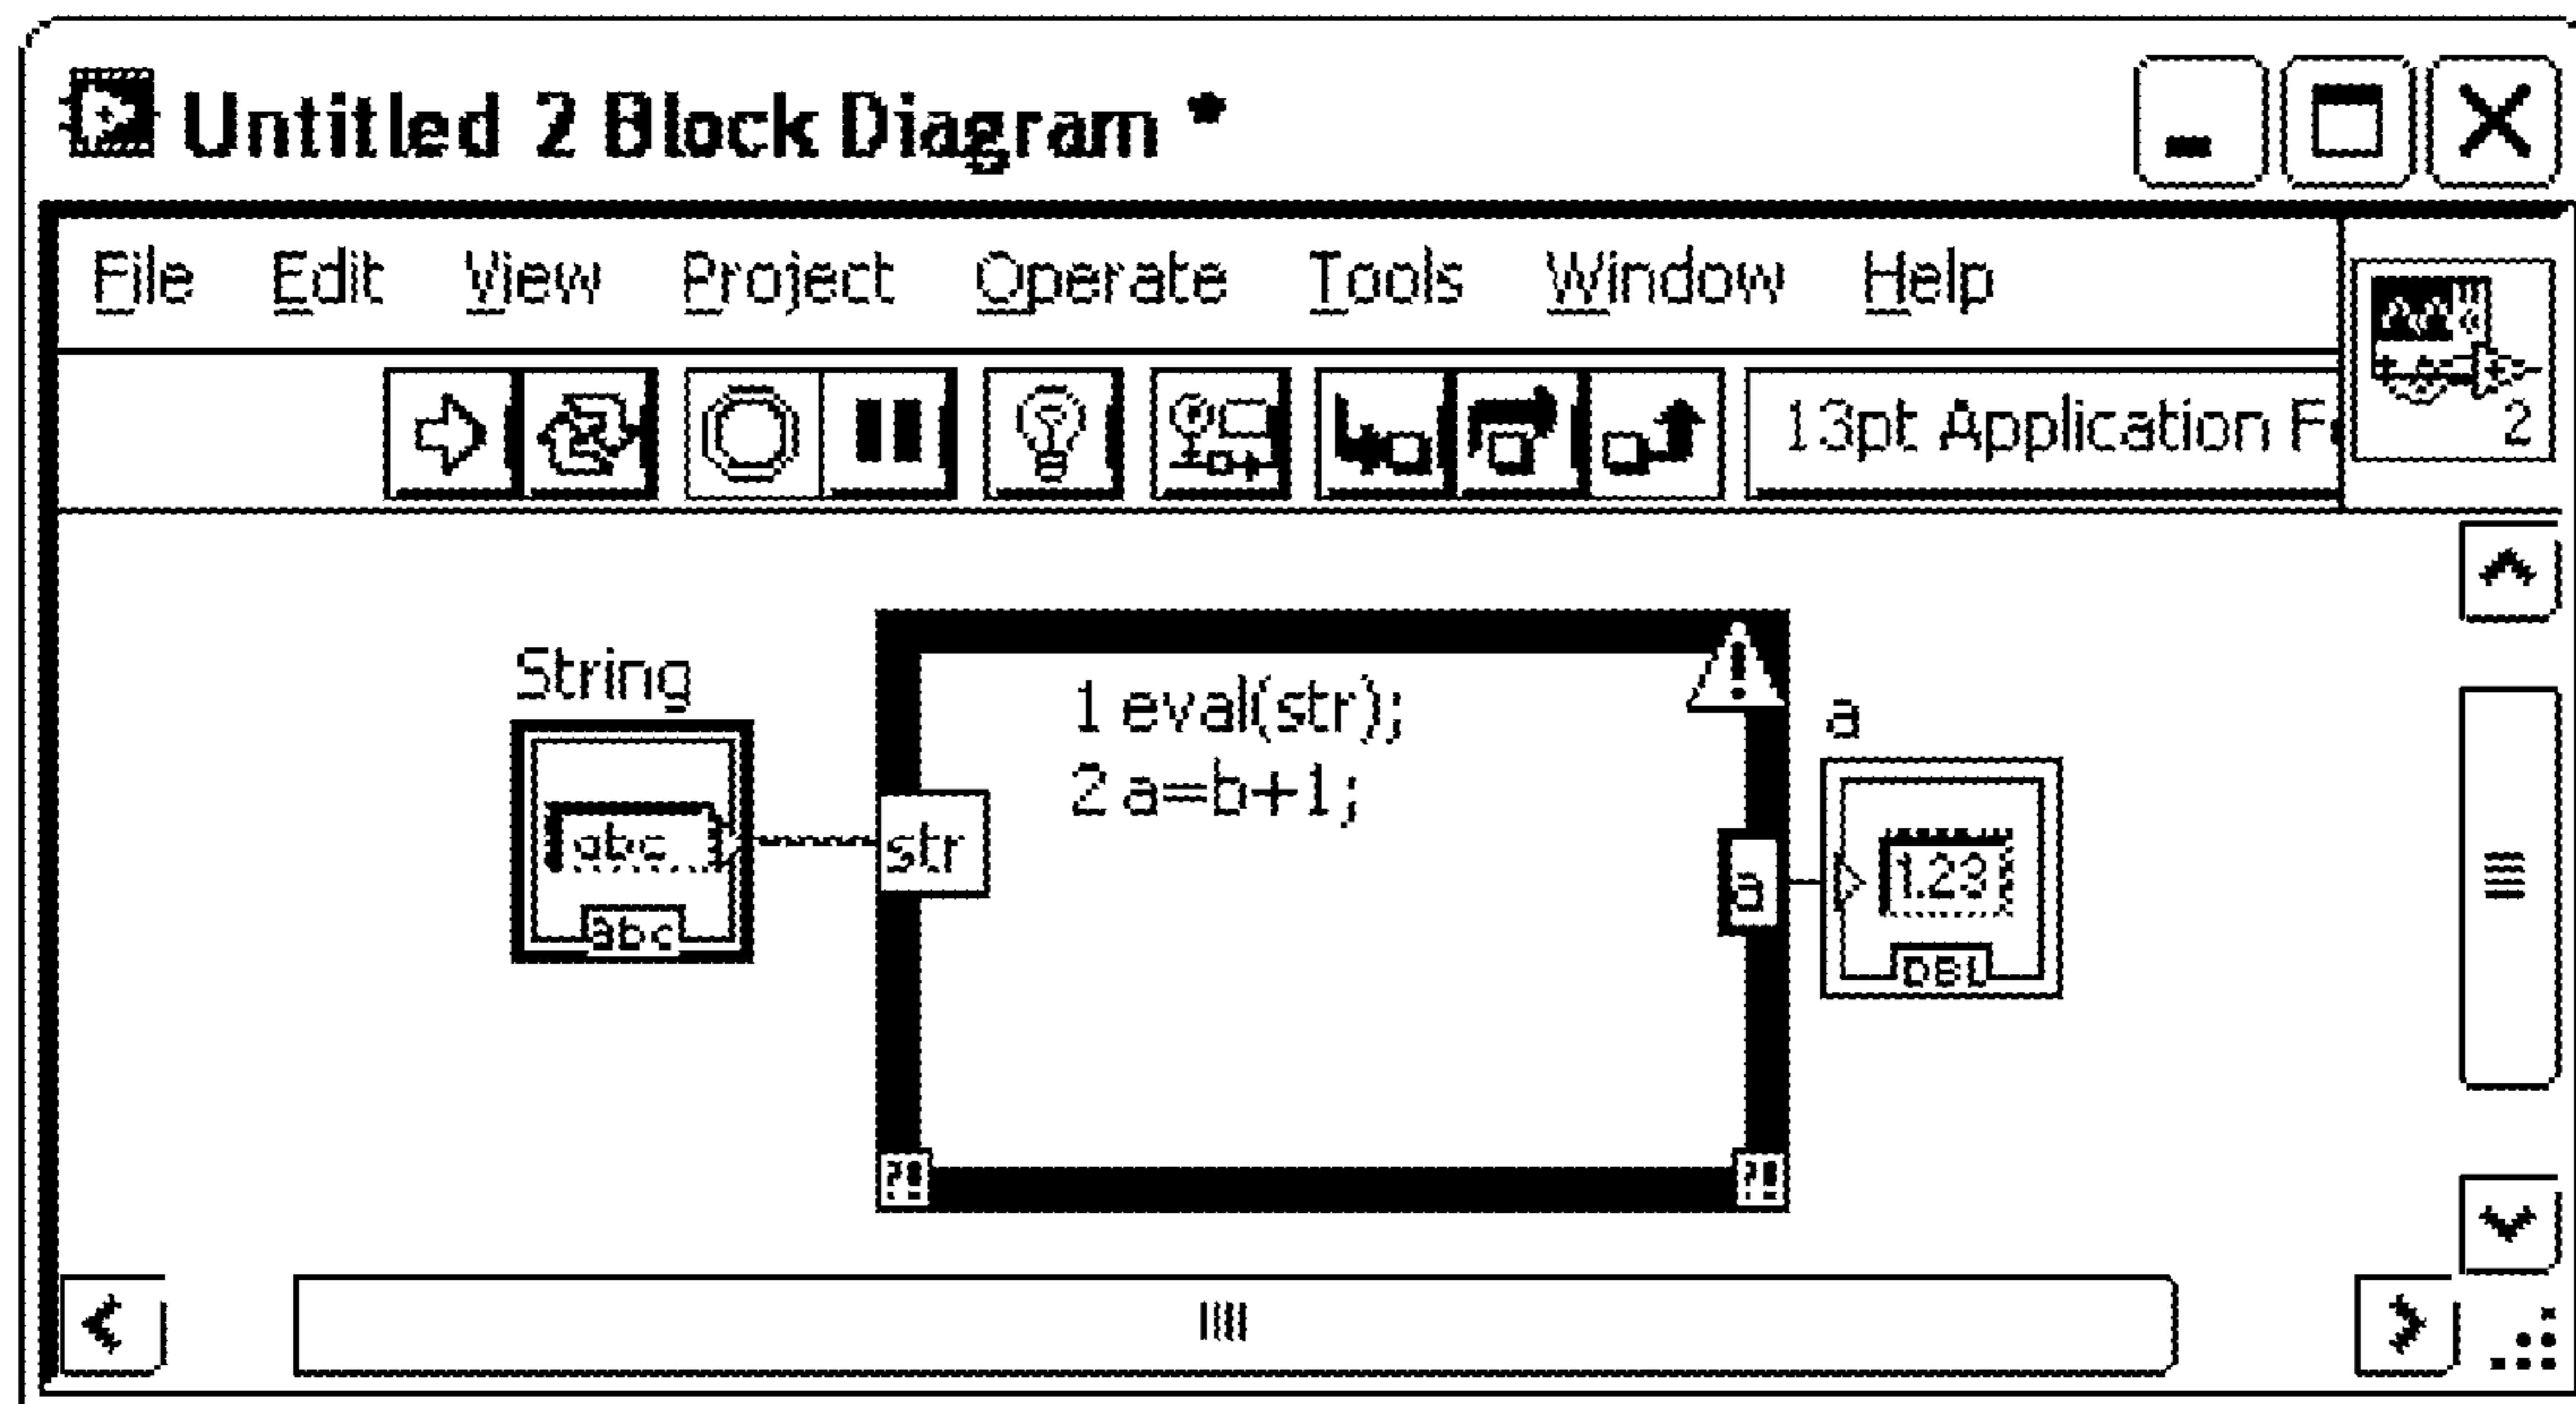 Untitled 2 Block Diagram *
File Edit View Project Operate Tools Window Help
13pt Application Fo
2
String
1 eval(str);
2 a=b+1;
a
abc
str
a
1.23
abc
DBL